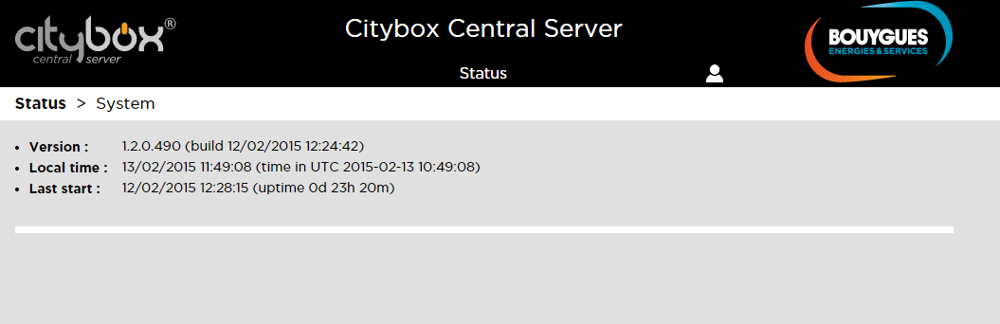 citybox®
central server
Citybox Central Server
BOUYGUES
ENERGIES & SERVICES
Status
Status > System
• Version : 1.2.0.490 (build 12/02/2015 12:24:42)
• Local time : 13/02/2015 11:49:08 (time in UTC 2015-02-13 10:49:08)
• Last start : 12/02/2015 12:28:15 (uptime 0d 23h 20m)